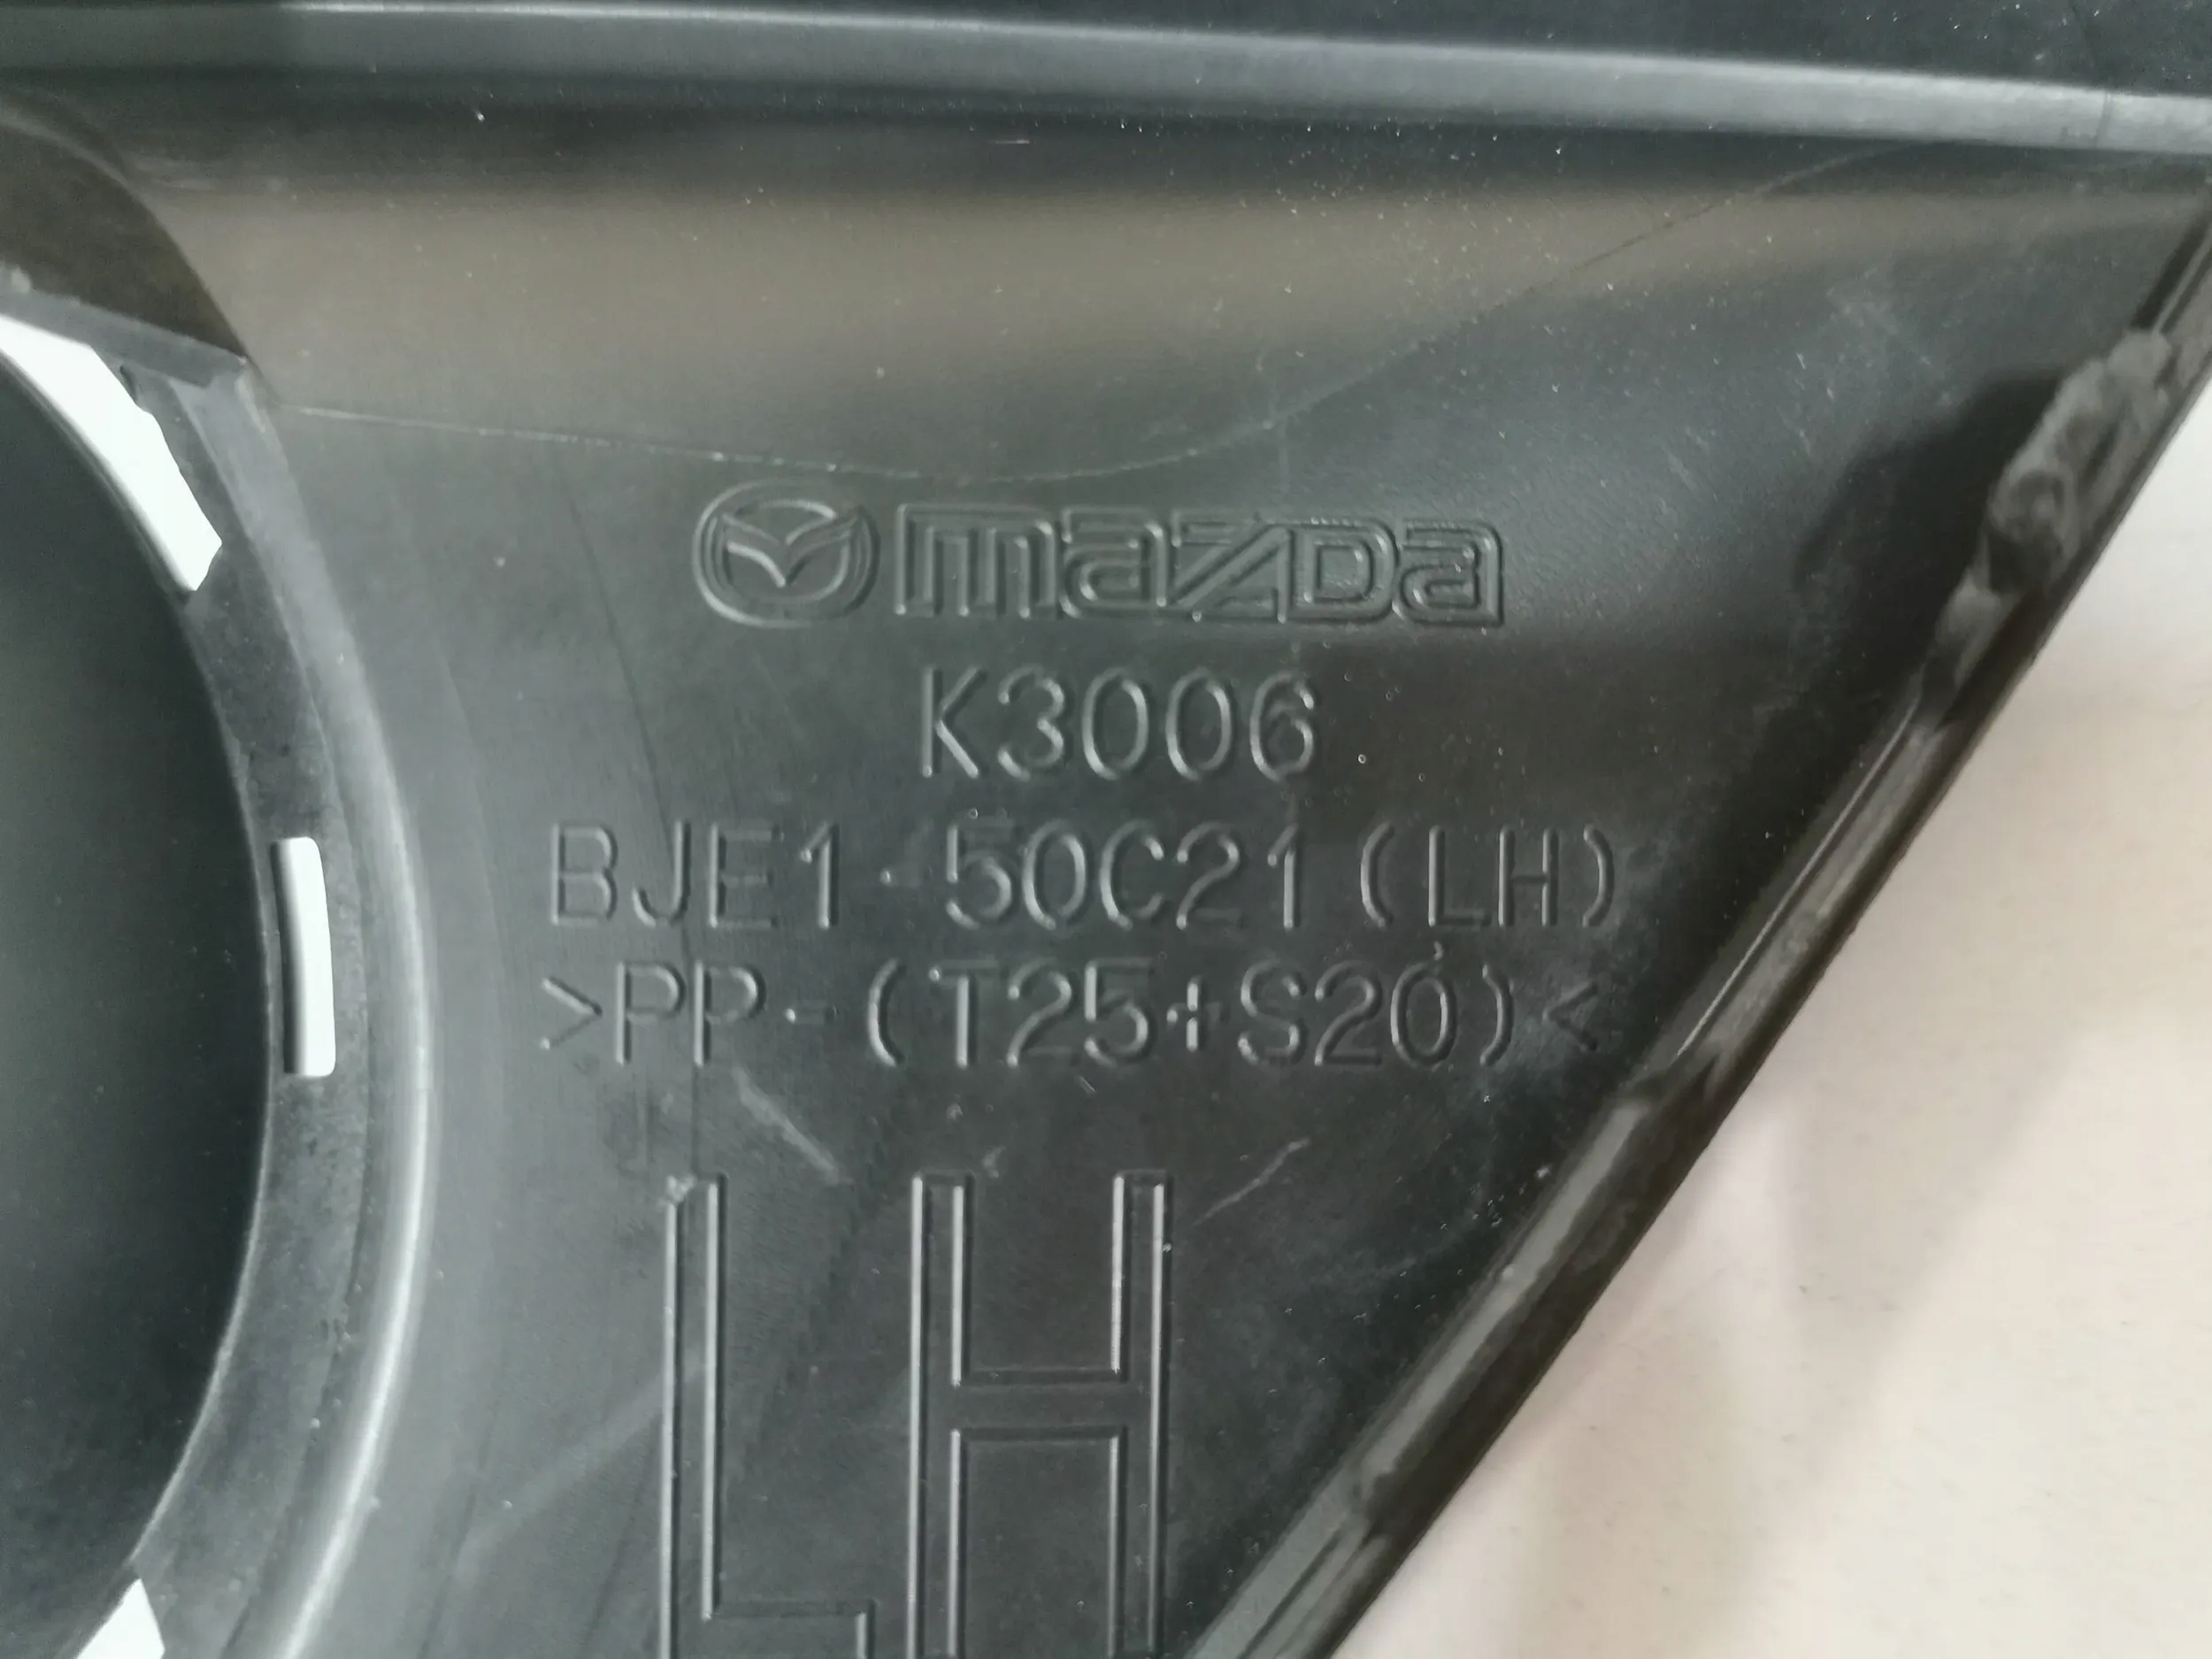 mazda
K3006
BJE1-50C21(LH)
>PP-(T25+S20)<
LH